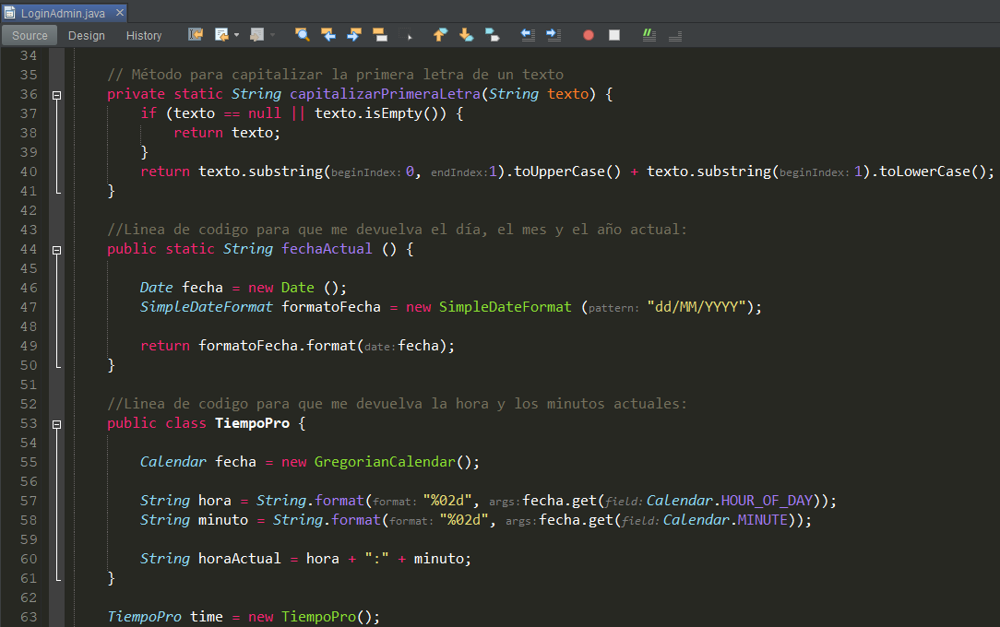 LoginAdmin.java
Source Design History
34
35 // Método para capitalizar la primera letra de un texto
36 private static String capitalizarPrimeraLetra(String texto) {
37 if (texto == null || texto.isEmpty()) {
38 return texto;
39 }
40 return texto.substring(beginIndex: 0, endIndex:1).toUpperCase() + texto.substring(beginIndex: 1).toLowerCase();
41 }
42
43 //Linea de codigo para que me devuelva el día, el mes y el año actual:
44 public static String fechaActual () {
45
46 Date fecha = new Date ();
47 SimpleDateFormat formatoFecha = new SimpleDateFormat (pattern: "dd/MM/YYYY");
48
49 return formatoFecha.format(date:fecha);
50 }
51
52 //Linea de codigo para que me devuelva la hora y los minutos actuales:
53 public class TiempoPro {
54
55 Calendar fecha = new GregorianCalendar();
56
57 String hora = String.format(format: "%02d", args:fecha.get(field:Calendar.HOUR_OF_DAY));
58 String minuto = String.format(format: "%02d", args:fecha.get(field:Calendar.MINUTE));
59
60 String horaActual = hora + ":" + minuto;
61 }
62
63 TiempoPro time = new TiempoPro();